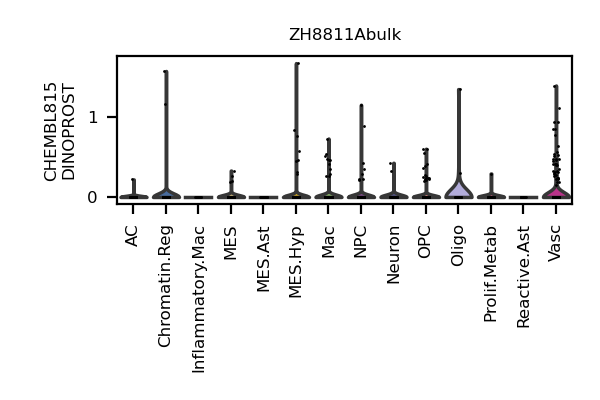 ZH8811Abulk
CHEMBL815
DINOPROST
1
0
AC
Chromatin.Reg
Inflammatory.Mac
MES
MES.Ast
MES.Hyp
Mac
NPC
Neuron
OPC
Oligo
Prolif.Metab
Reactive.Ast
Vasc